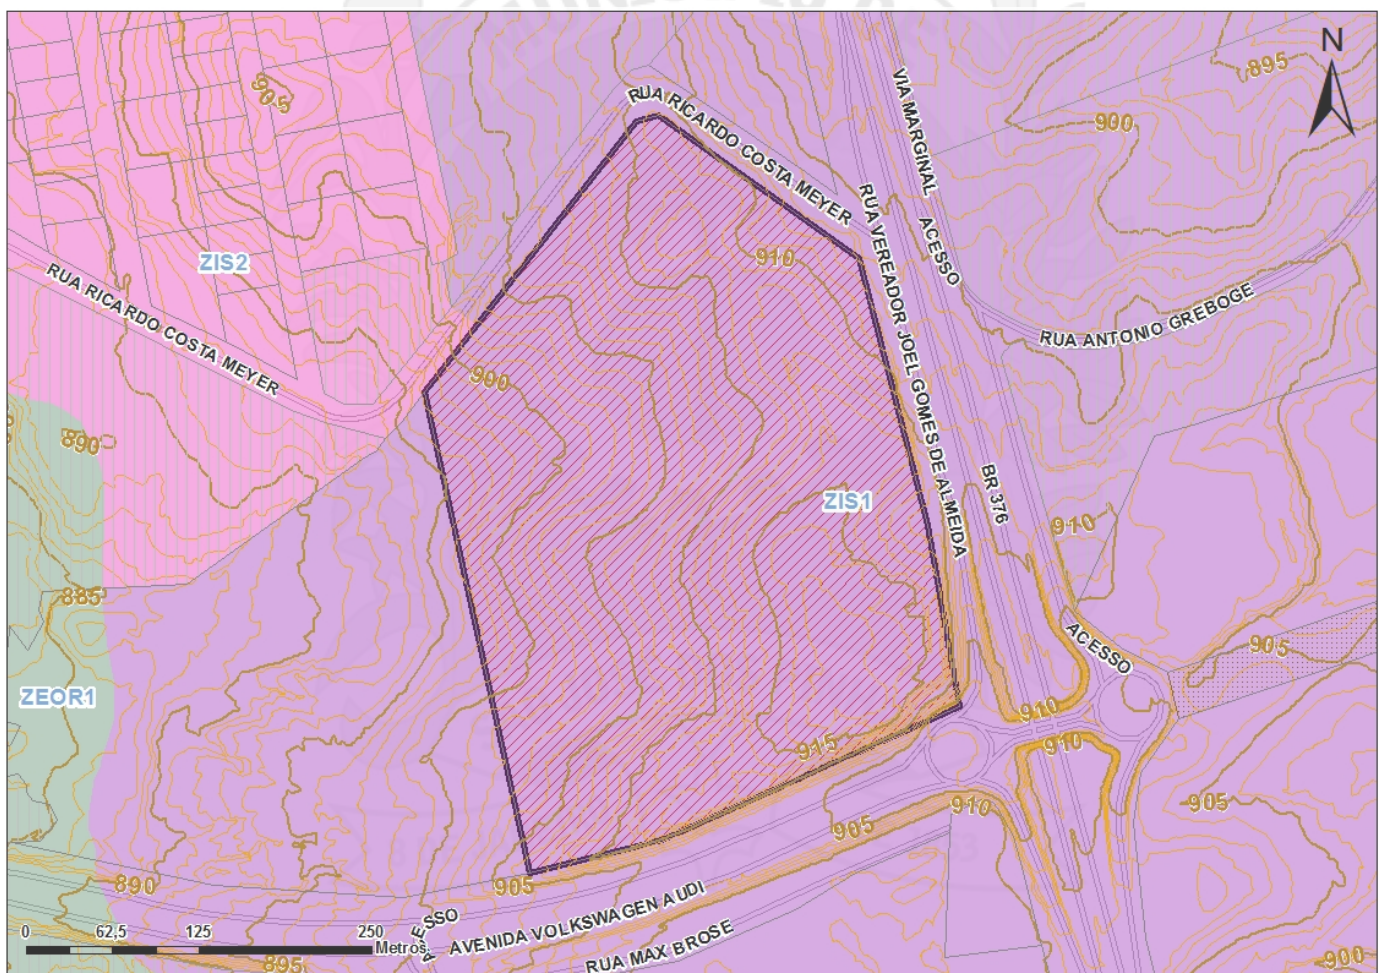 N
895
905
900
RUA RICARDO COSTA MEYER
VIA MARGINAL
ACESSO
ZIS2
910
RUA VEREADOR JOEL GOMES DE ALMEIDA
RUA RICARDO COSTA MEYER
RUA ANTONIO GREBOGE
900
890
ZIS1
BR 376
910
885
ACESSO
905
ZEOR1
910
910
915
905
910
905
890
905
ACESSO
AVENIDA VOLKSWAGEN AUDI
RUA MAX BROSE
0 62,5 125 250
Metros
895
900